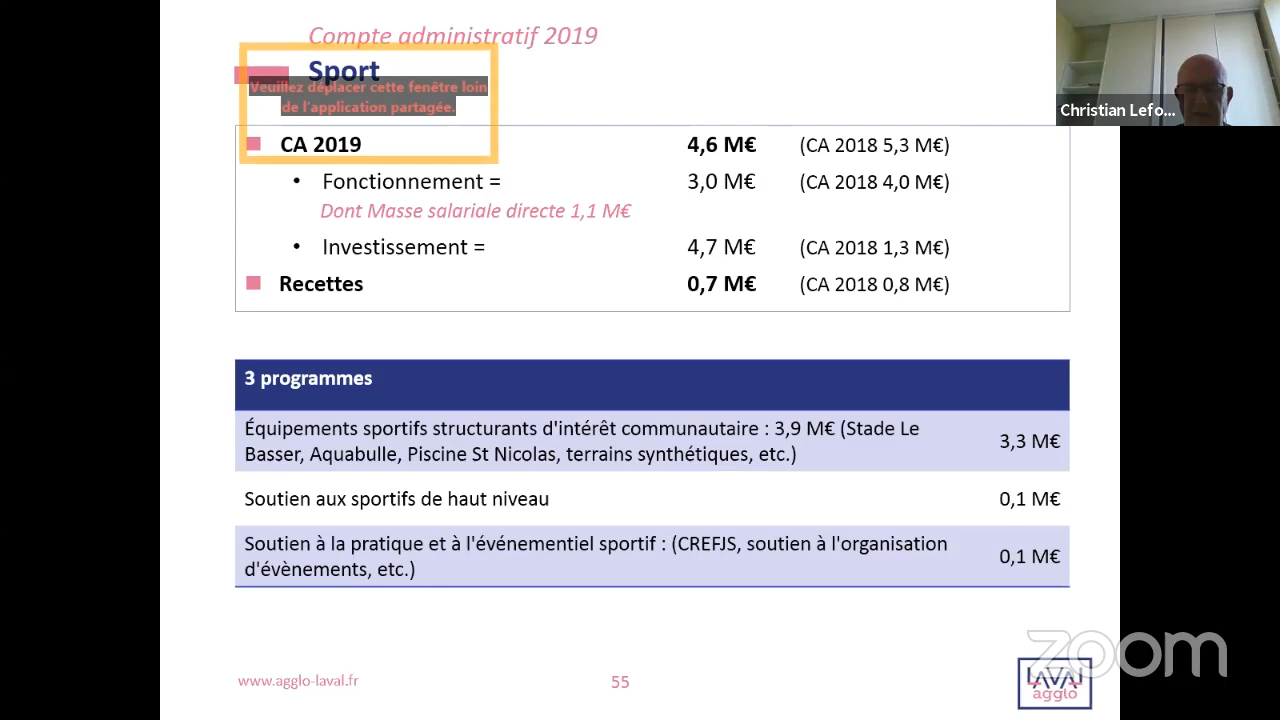 Compte administratif 2019
Sport
Veuillez déplacer cette fenêtre loin
de l'application partagée.
Christian Lefo...
CA 2019 4,6 M€ (CA 2018 5,3 M€)
• Fonctionnement = 3,0 M€ (CA 2018 4,0 M€)
Dont Masse salariale directe 1,1 M€
• Investissement = 4,7 M€ (CA 2018 1,3 M€)
Recettes 0,7 M€ (CA 2018 0,8 M€)
3 programmes
Équipements sportifs structurants d'intérêt communautaire : 3,9 M€ (Stade Le
Basser, Aquabulle, Piscine St Nicolas, terrains synthétiques, etc.) 3,3 M€
Soutien aux sportifs de haut niveau 0,1 M€
Soutien à la pratique et à l'événementiel sportif : (CREFJS, soutien à l'organisation
d'évènements, etc.) 0,1 M€
zoom
www.agglo-laval.fr 55
LAVAL
agglo